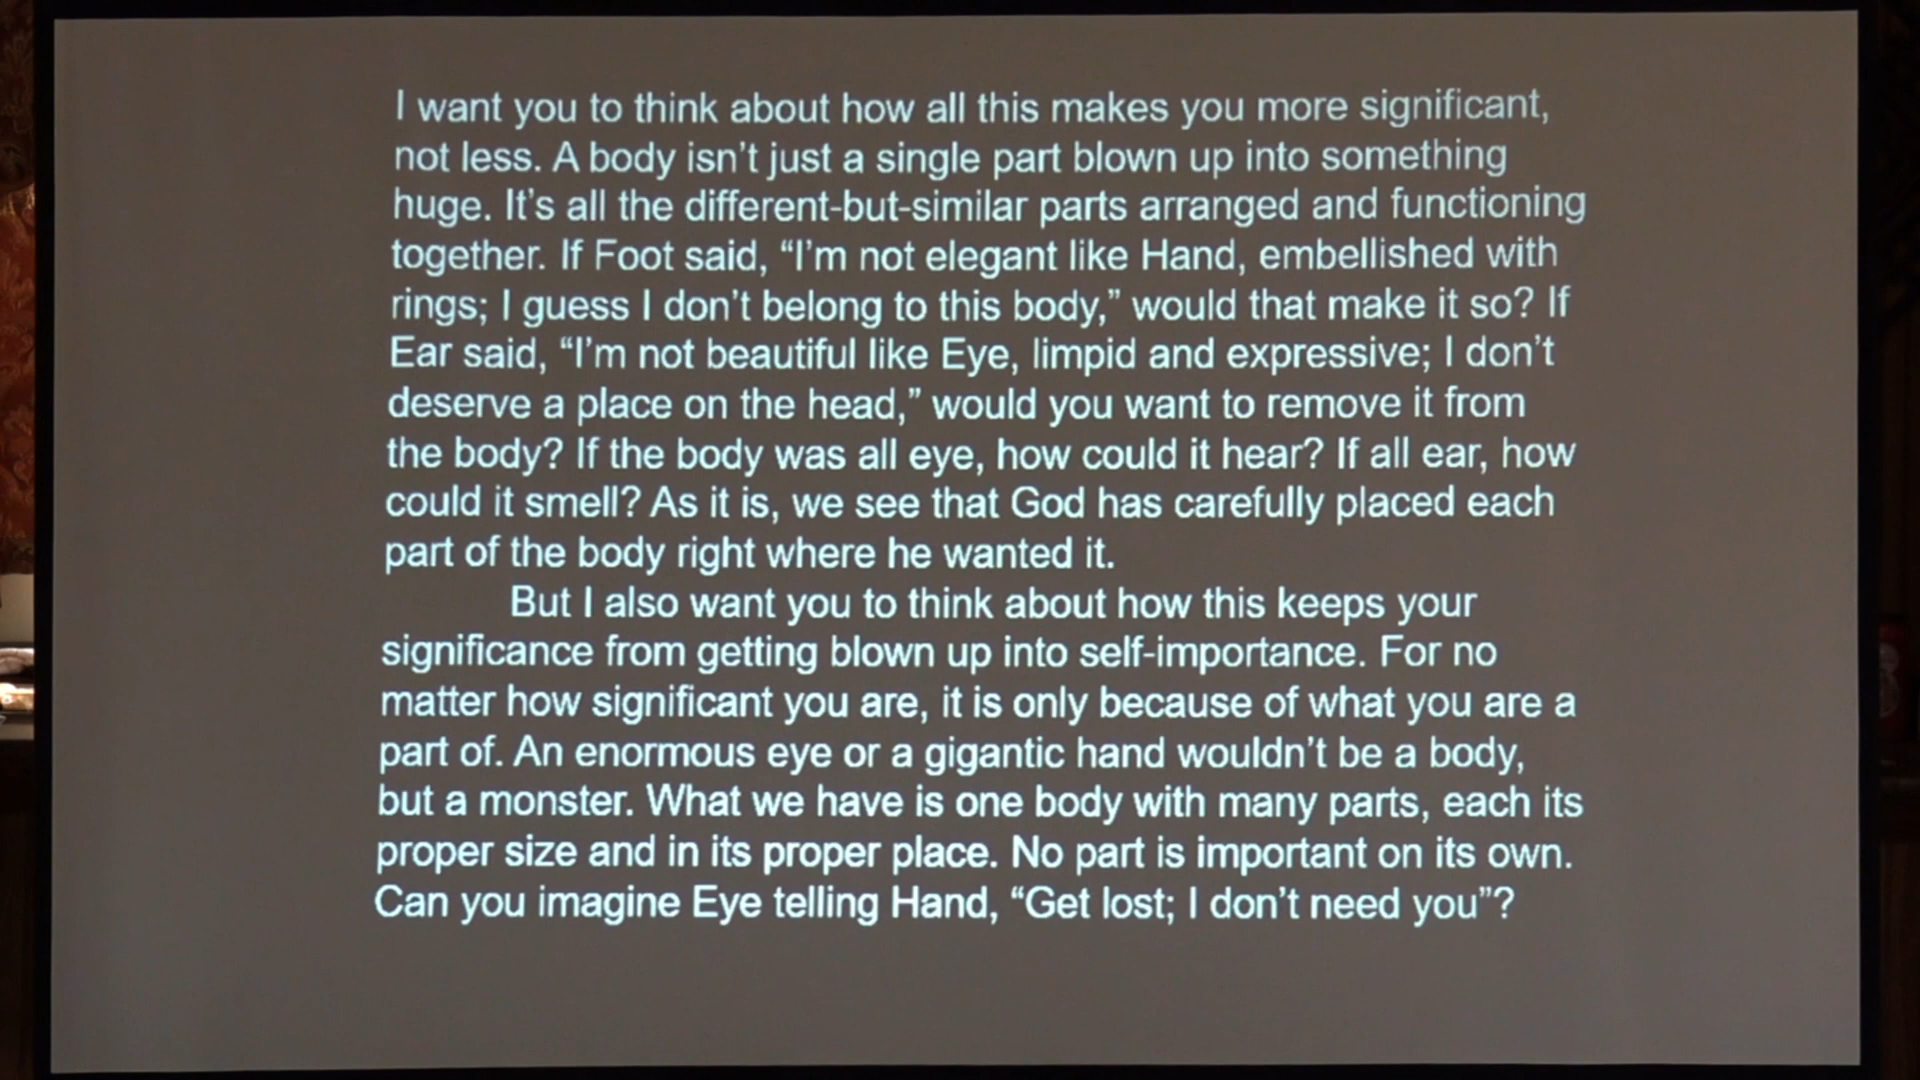 I want you to think about how all this makes you more significant,
not less. A body isn’t just a single part blown up into something
huge. It’s all the different-but-similar parts arranged and functioning
together. If Foot said, “I’m not elegant like Hand, embellished with
rings; I guess I don’t belong to this body,” would that make it so? If
Ear said, “I’m not beautiful like Eye, limpid and expressive; I don’t
deserve a place on the head,” would you want to remove it from
the body? If the body was all eye, how could it hear? If all ear, how
could it smell? As it is, we see that God has carefully placed each
part of the body right where he wanted it.
But I also want you to think about how this keeps your
significance from getting blown up into self-importance. For no
matter how significant you are, it is only because of what you are a
part of. An enormous eye or a gigantic hand wouldn’t be a body,
but a monster. What we have is one body with many parts, each its
proper size and in its proper place. No part is important on its own.
Can you imagine Eye telling Hand, “Get lost; I don’t need you”?